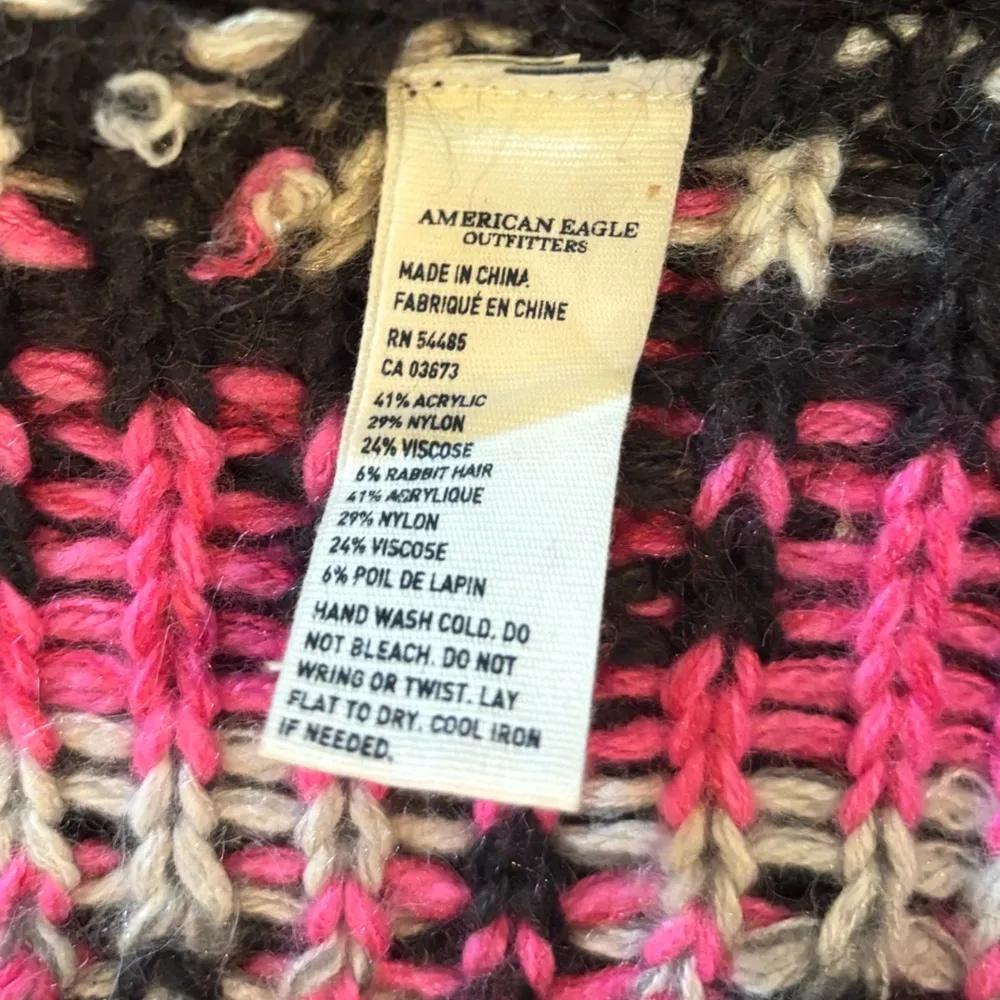 AMERICAN EAGLE
OUTFITTERS
MADE IN CHINA
FABRIQUÉ EN CHINE
RN 54485
CA 03673
41% ACRYLIC
29% NYLON
24% VISCOSE
6% RABBIT HAIR
41% ACRYLIQUE
29% NYLON
24% VISCOSE
6% POIL DE LAPIN
HAND WASH COLD. DO
NOT BLEACH. DO NOT
WRING OR TWIST. LAY
FLAT TO DRY. COOL IRON
IF NEEDED.